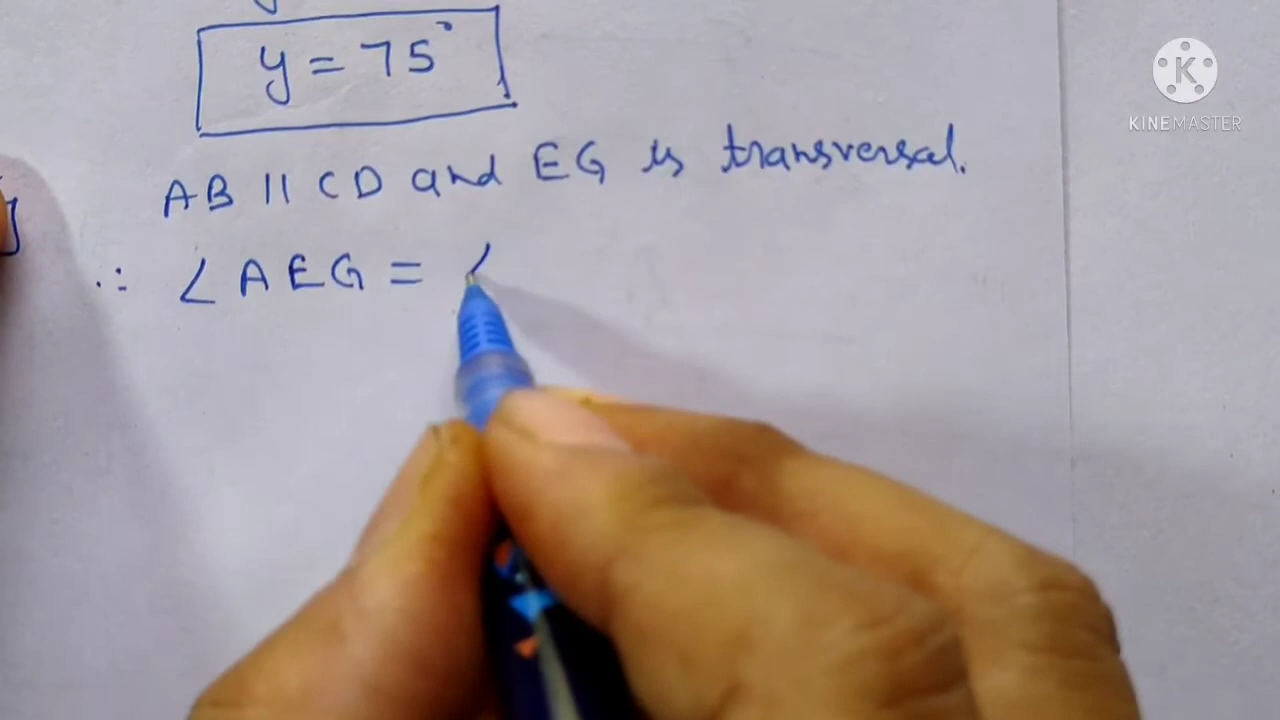 y = 75°
AB || CD and EG is transversal.
∴ ∠AEG = ∠
K
KINEMASTER